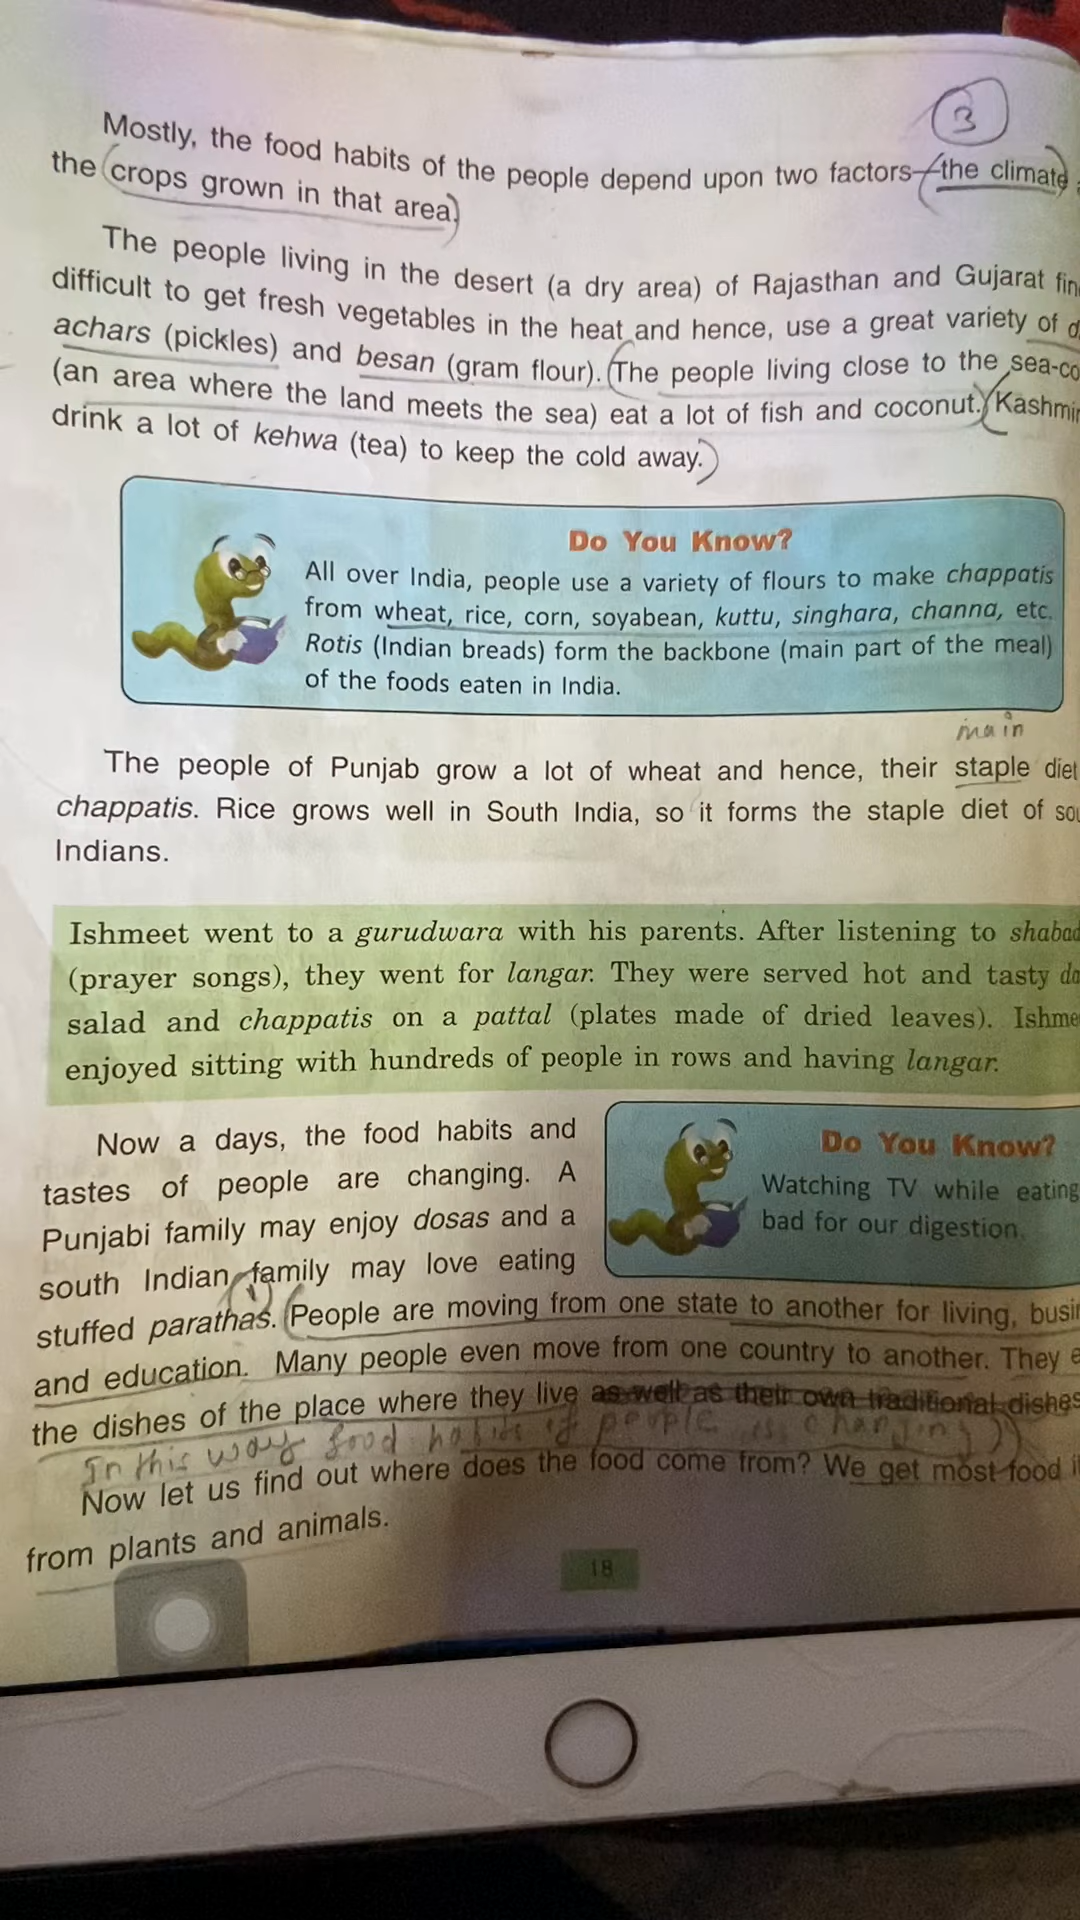 3
Mostly, the food habits of the people depend upon two factors—the climate
the crops grown in that area.
The people living in the desert (a dry area) of Rajasthan and Gujarat
difficult to get fresh vegetables in the heat and hence, use a great variety of
achars (pickles) and besan (gram flour). The people living close to the
(an area where the land meets the sea) eat a lot of fish and coconut.
drink a lot of kehwa (tea) to keep the cold away.
Do You Know?
All over India, people use a variety of flours to make chappatis
from wheat, rice, corn, soyabean, kuttu, singhara, channa, etc.
Rotis (Indian breads) form the backbone (main part of the meal)
of the foods eaten in India.
main
The people of Punjab grow a lot of wheat and hence, their staple diet
chappatis. Rice grows well in South India, so it forms the staple diet of
Indians.
Ishmeet went to a gurudwara with his parents. After listening to
(prayer songs), they went for langar. They were served hot and tasty
salad and chappatis on a pattal (plates made of dried leaves).
enjoyed sitting with hundreds of people in rows and having langar.
Now a days, the food habits and
tastes of people are changing. A
Punjabi family may enjoy dosas and a
south Indian family may love eating
stuffed parathas. People are moving from one state to another for living,
and education. Many people even move from one country to another. They
the dishes of the place where they live as well as their own traditional dishes
In this way food habits of people is changing
Now let us find out where does the food come from? We get most food
from plants and animals.
Do You Know?
Watching TV while eating
bad for our digestion.
18